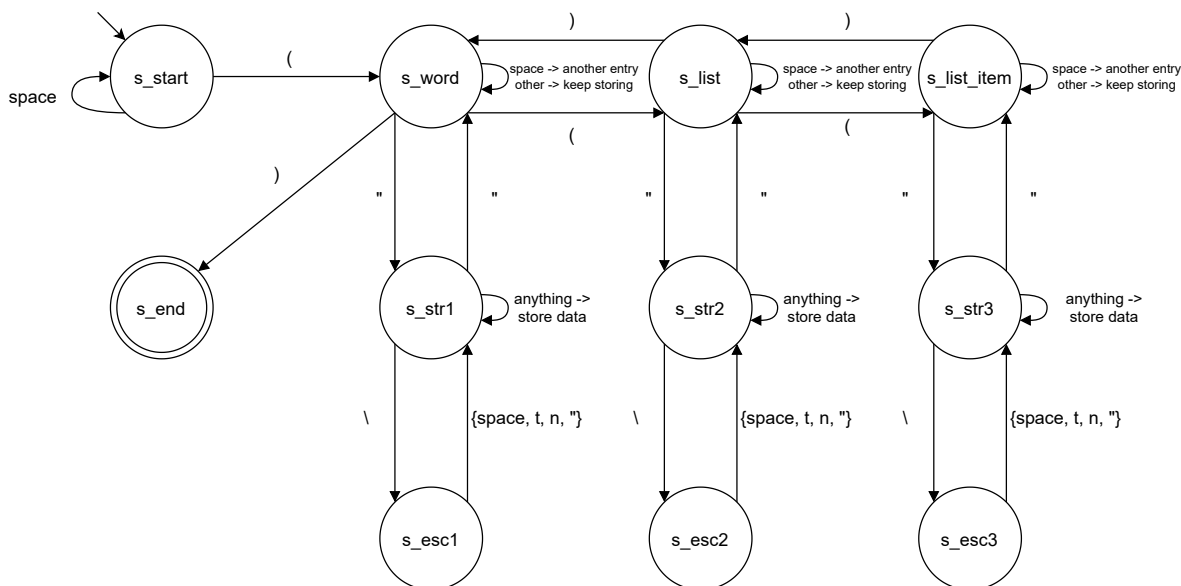 )
)
(
s_start
s_word
space -> another entry
other -> keep storing
s_list
space -> another entry
other -> keep storing
s_list_item
space -> another entry
other -> keep storing
space
(
(
)
"
"
"
"
"
"
s_end
s_str1
anything ->
store data
s_str2
anything ->
store data
s_str3
anything ->
store data
\
{space, t, n, "}
\
{space, t, n, "}
\
{space, t, n, "}
s_esc1
s_esc2
s_esc3